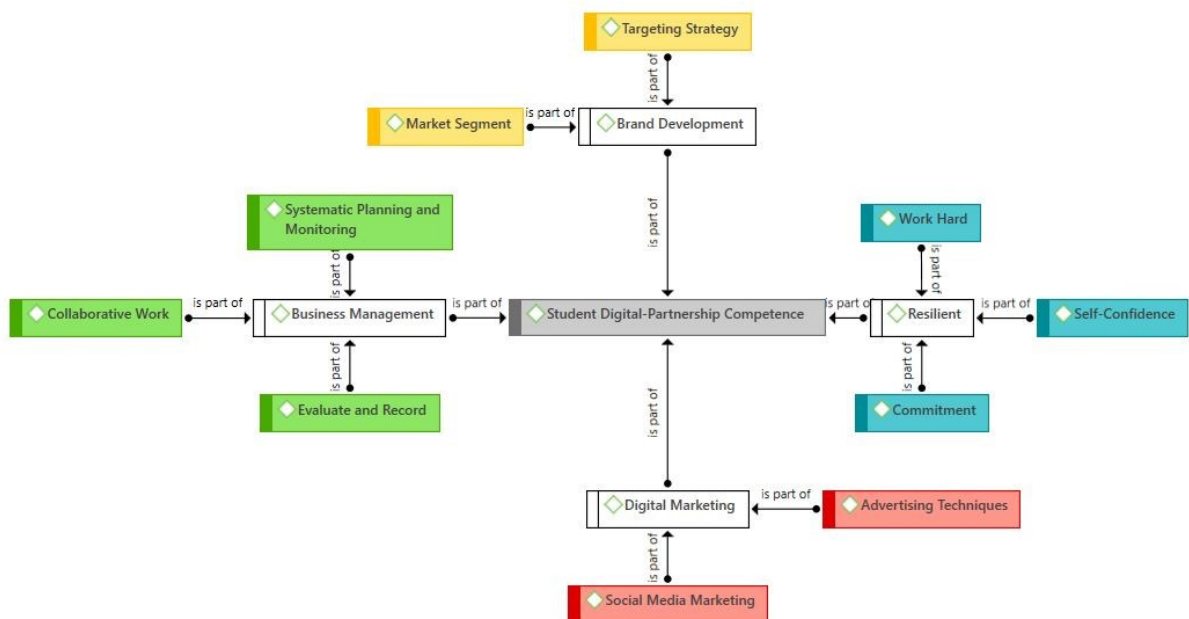 Targeting Strategy
is part of
is part of
Market Segment
Brand Development
is part of
Systematic Planning and
Monitoring
Work Hard
is part of
is part of
is part of
is part of
is part of
is part of
Collaborative Work
Business Management
Student Digital-Partnership Competence
Resilient
Self-Confidence
is part of
is part of
is part of
Evaluate and Record
Commitment
is part of
Digital Marketing
Advertising Techniques
is part of
Social Media Marketing